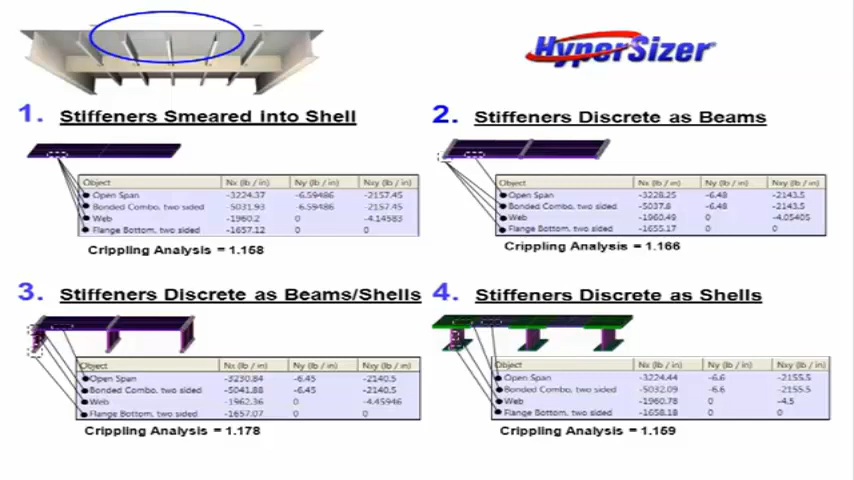 HyperSizer
1. Stiffeners Smeared into Shell
Object Nx (lb / in) Ny (lb / in) Nxy (lb / in)
Open Span -3224.37 -6.59486 -2157.45
Bonded Combo, two sided -5031.93 -6.59486 -2157.45
Web -1960.2 0 -4.14583
Flange Bottom, two sided -1657.12 0 0
Crippling Analysis = 1.158
2. Stiffeners Discrete as Beams
Object Nx (lb / in) Ny (lb / in) Nxy (lb / in)
Open Span -3228.25 -6.48 -2143.5
Bonded Combo, two sided -5037.8 -6.48 -2143.5
Web -1960.49 0 -4.05405
Flange Bottom, two sided -1655.17 0 0
Crippling Analysis = 1.166
3. Stiffeners Discrete as Beams/Shells
Object Nx (lb / in) Ny (lb / in) Nxy (lb / in)
Open Span -3230.84 -6.45 -2140.5
Bonded Combo, two sided -5041.88 -6.45 -2140.5
Web -1962.36 0 -4.45946
Flange Bottom, two sided -1657.07 0 0
Crippling Analysis = 1.178
4. Stiffeners Discrete as Shells
Object Nx (lb / in) Ny (lb / in) Nxy (lb / in)
Open Span -3224.44 -6.6 -2155.5
Bonded Combo, two sided -5032.09 -6.6 -2155.5
Web -1960.78 0 -4.5
Flange Bottom, two sided -1658.18 0 0
Crippling Analysis = 1.159